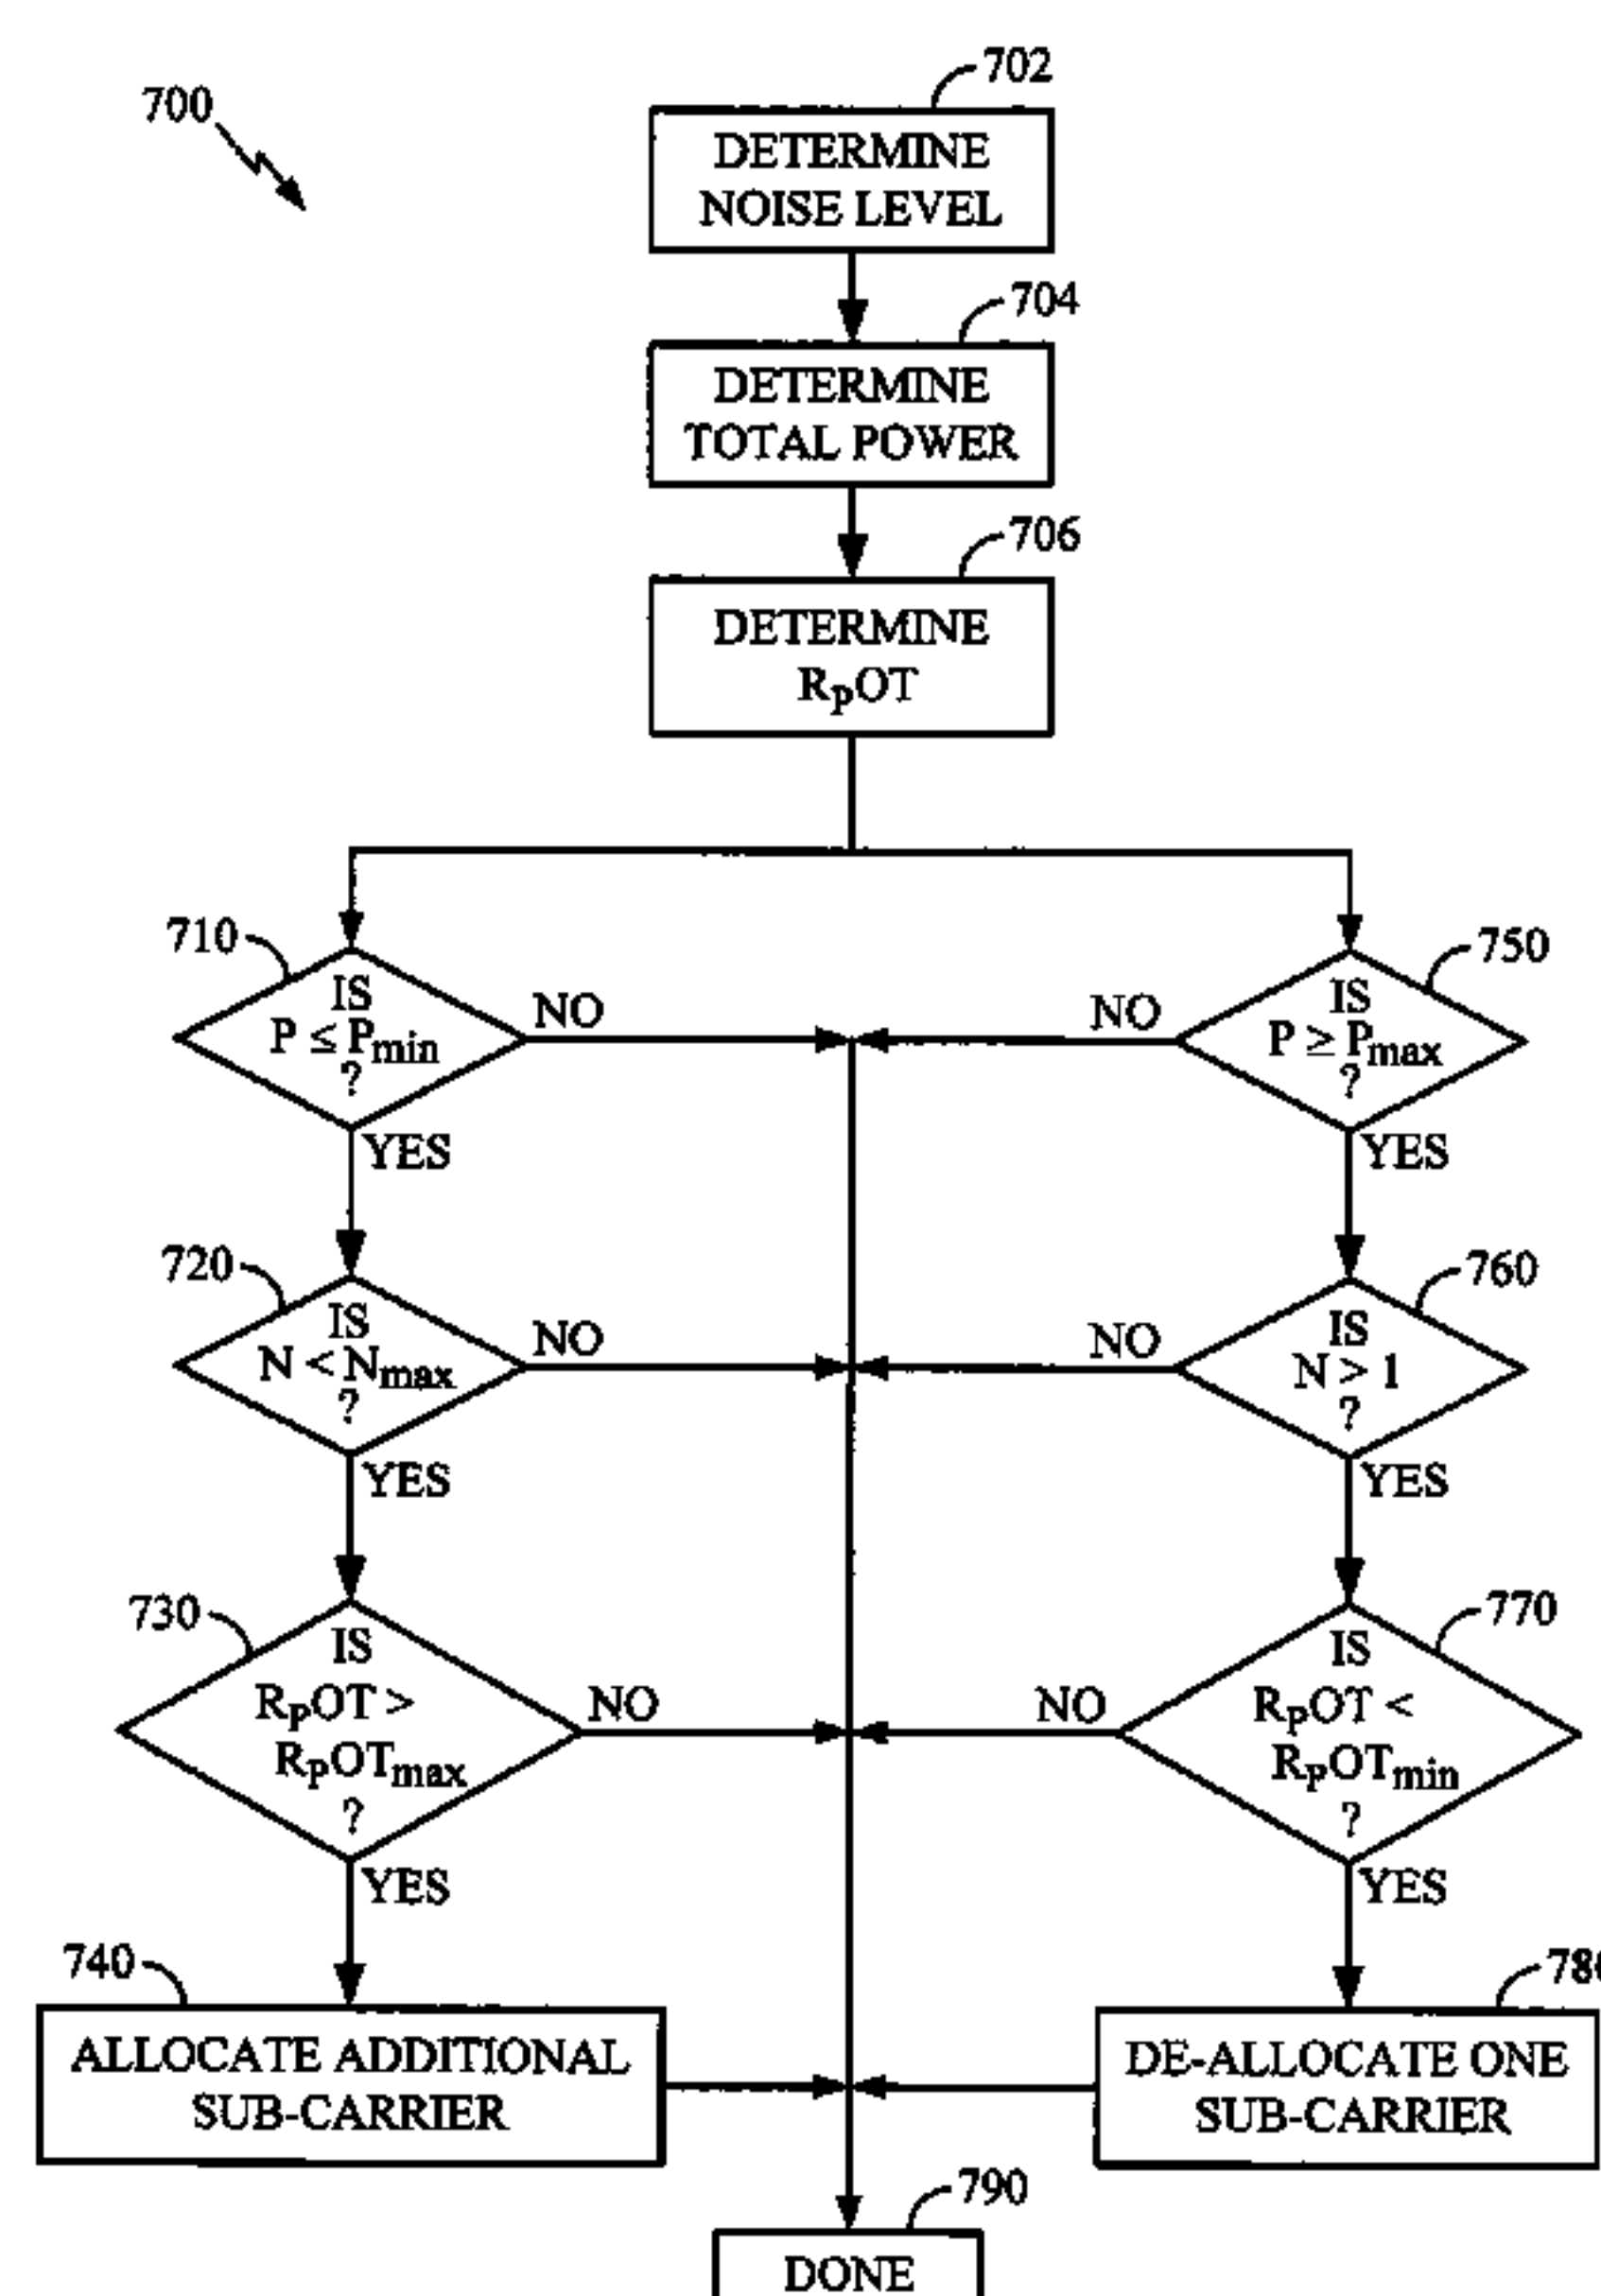 700
702
DETERMINE
NOISE LEVEL
704
DETERMINE
TOTAL POWER
706
DETERMINE
RPOT
710
IS
P ≤ Pmin
?
NO
YES
750
IS
P ≥ Pmax
?
NO
YES
720
IS
N < Nmax
?
NO
YES
760
IS
N > 1
?
NO
YES
730
IS
RPOT >
RPOTmax
?
NO
YES
770
IS
RPOT <
RPOTmin
?
NO
YES
740
ALLOCATE ADDITIONAL
SUB-CARRIER
780
DE-ALLOCATE ONE
SUB-CARRIER
790
DONE